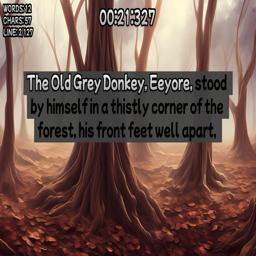 WORDS:12
CHARS:57
LINE:2/127
00:21:327
The Old Grey Donkey, Eeyore, stood
by himself in a thistly corner of the
forest, his front feet well apart,